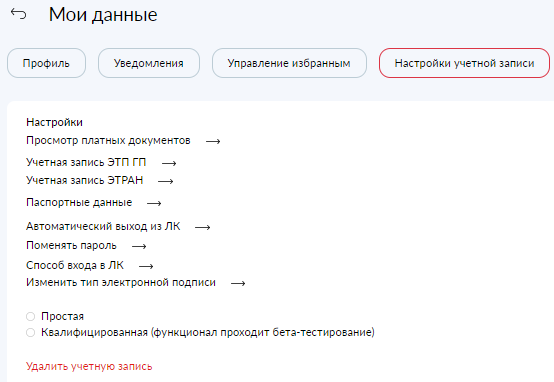 Мои данные
Профиль
Уведомления
Управление избранным
Настройки учетной записи
Настройки
Просмотр платных документов
Учетная запись ЭТП ГП
Учетная запись ЭТРАН
Паспортные данные
Автоматический выход из ЛК
Поменять пароль
Способ входа в ЛК
Изменить тип электронной подписи
Простая
Квалифицированная (функционал проходит бета-тестирование)
Удалить учетную запись